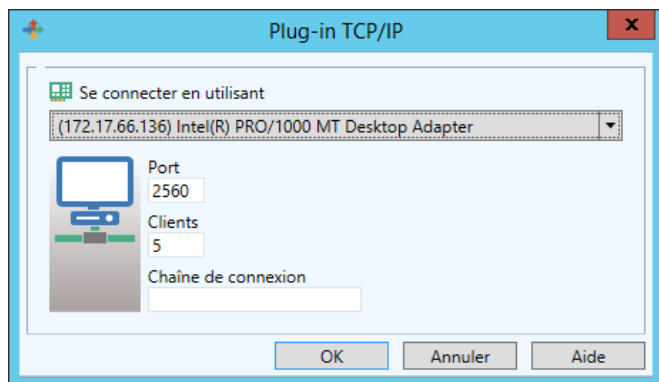 Plug-in TCP/IP
x
Se connecter en utilisant
(172.17.66.136) Intel(R) PRO/1000 MT Desktop Adapter
Port
2560
Clients
5
Chaîne de connexion
OK Annuler Aide